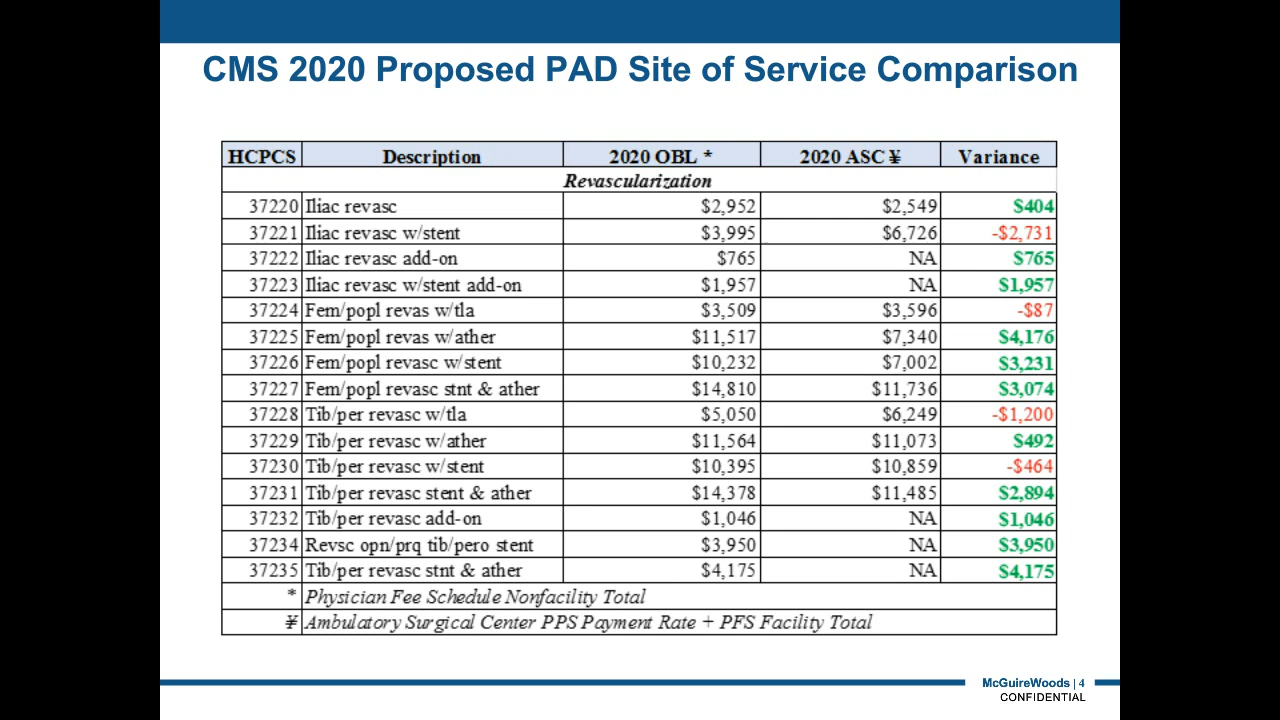 CMS 2020 Proposed PAD Site of Service Comparison
HCPCS Description 2020 OBL * 2020 ASC ¥ Variance
Revascularization
37220 Iliac revasc $2,952 $2,549 $404
37221 Iliac revasc w/stent $3,995 $6,726 -$2,731
37222 Iliac revasc add-on $765 NA $765
37223 Iliac revasc w/stent add-on $1,957 NA $1,957
37224 Fem/popl revas w/tla $3,509 $3,596 -$87
37225 Fem/popl revas w/ather $11,517 $7,340 $4,176
37226 Fem/popl revasc w/stent $10,232 $7,002 $3,231
37227 Fem/popl revasc stnt & ather $14,810 $11,736 $3,074
37228 Tib/per revasc w/tla $5,050 $6,249 -$1,200
37229 Tib/per revasc w/ather $11,564 $11,073 $492
37230 Tib/per revasc w/stent $10,395 $10,859 -$464
37231 Tib/per revasc stent & ather $14,378 $11,485 $2,894
37232 Tib/per revasc add-on $1,046 NA $1,046
37234 Revsc opn/prq tib/pero stent $3,950 NA $3,950
37235 Tib/per revasc stnt & ather $4,175 NA $4,175
* Physician Fee Schedule Nonfacility Total
¥ Ambulatory Surgical Center PPS Payment Rate + PFS Facility Total
McGuireWoods | 4
CONFIDENTIAL